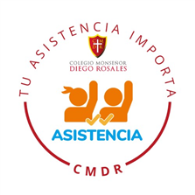 TU ASISTENCIA IMPORTA
COLEGIO MONSEÑOR
DIEGO ROSALES
ASISTENCIA
CMDR